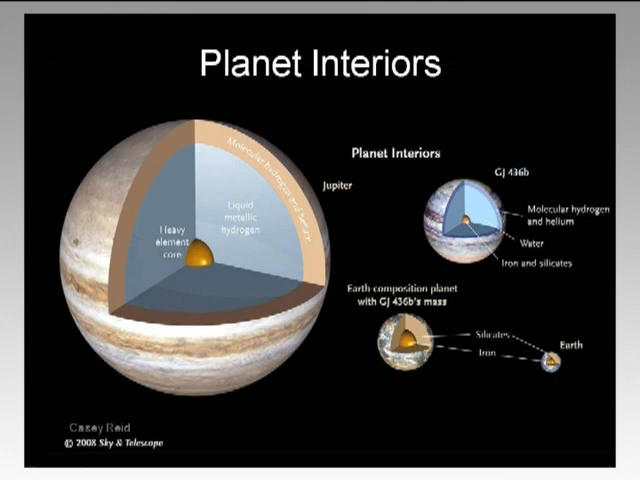 Planet Interiors
Planet Interiors
Jupiter
Molecular hydrogen and helium
Liquid
metallic
hydrogen
Heavy
element
core
GJ 436b
Molecular hydrogen
and helium
Water
Iron and silicates
Earth-composition planet
with GJ 436b's mass
Silicates
Iron
Earth
Casey Reid
© 2008 Sky & Telescope